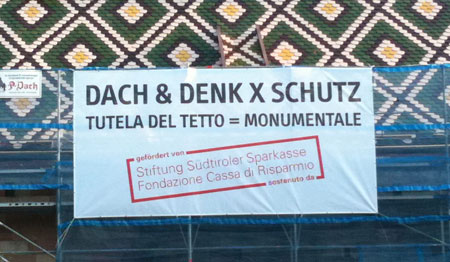 Dach
DACH & DENK X SCHUTZ
TUTELA DEL TETTO = MONUMENTALE
gefördert von
Stiftung Südtiroler Sparkasse
Fondazione Cassa di Risparmio
sostenuto da